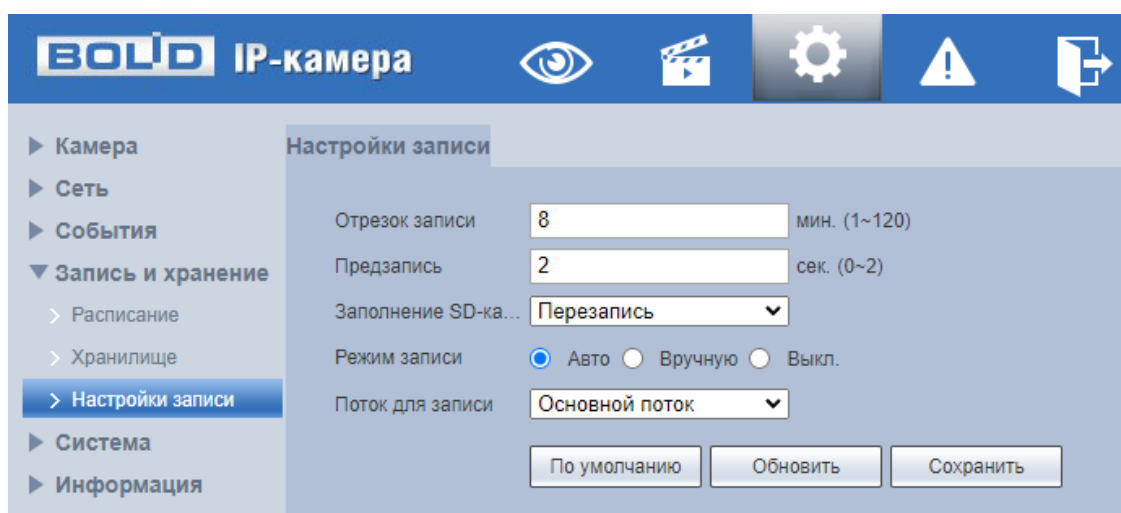 BOLID IP-камера
Камера
Сеть
События
Запись и хранение
Расписание
Хранилище
Настройки записи
Система
Информация
Настройки записи
Отрезок записи 8 мин. (1~120)
Предзапись 2 сек. (0~2)
Заполнение SD-ка... Перезапись
Режим записи Авто Вручную Выкл.
Поток для записи Основной поток
По умолчанию Обновить Сохранить